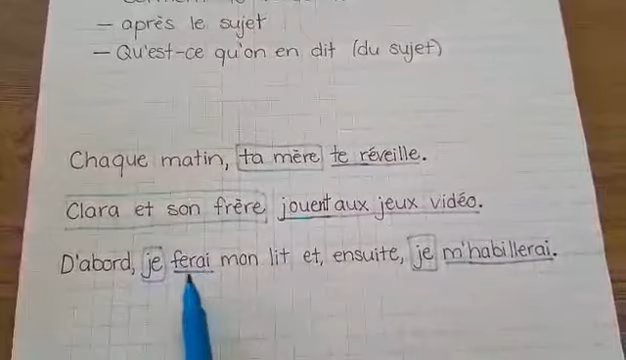 — après le sujet
— Qu'est-ce qu'on en dit (du sujet)
Chaque matin, ta mère te réveille.
Clara et son frère jouent aux jeux vidéo.
D'abord, je ferai mon lit et, ensuite, je m'habillerai.